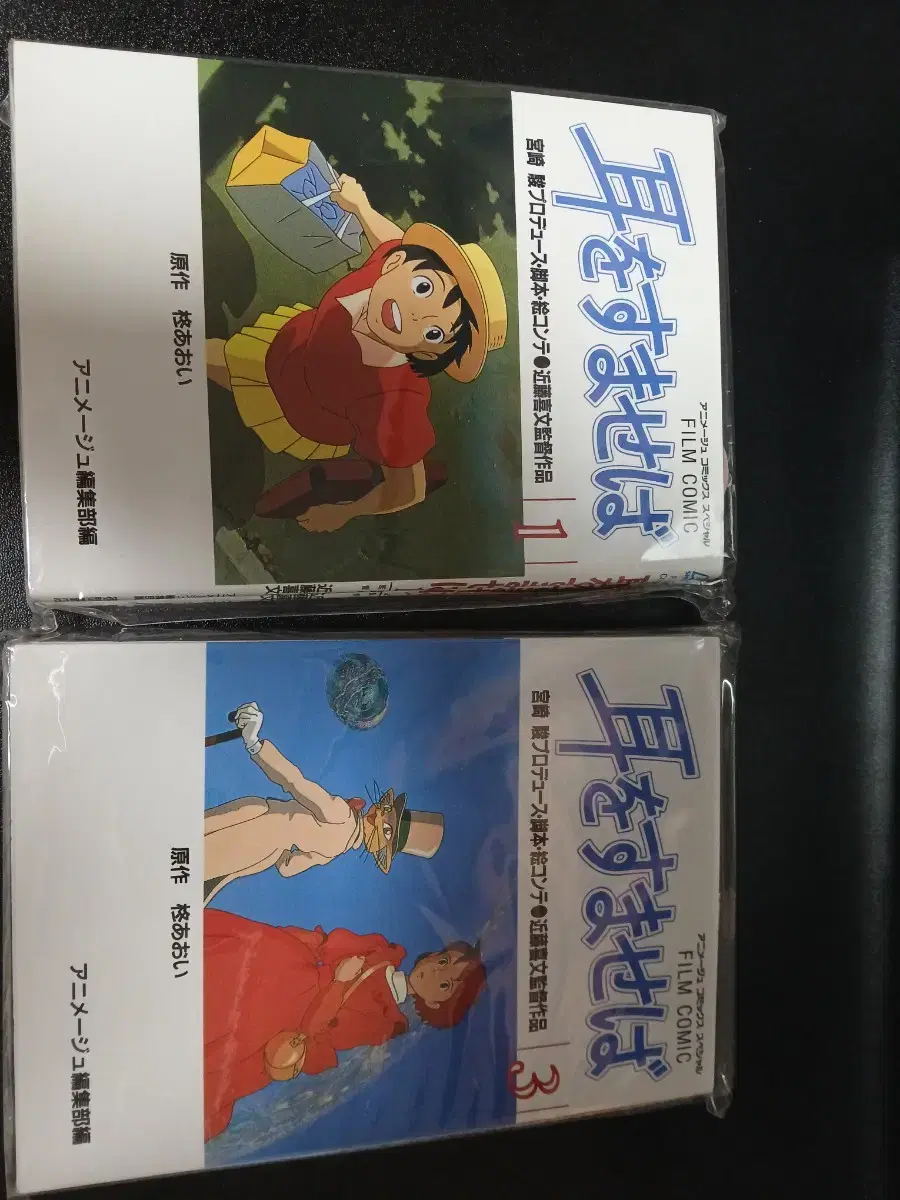 アニメージュ コミックス スペシャル
FILM COMIC
耳をすませば
宮崎 駿プロデュース・脚本・絵コンテ●近藤喜文監督作品
1
原作 柊あおい
アニメージュ編集部編
近藤喜文
アニメージュ コミックス スペシャル
FILM COMIC
耳をすませば
宮崎 駿プロデュース・脚本・絵コンテ●近藤喜文監督作品
3
原作 柊あおい
アニメージュ編集部編